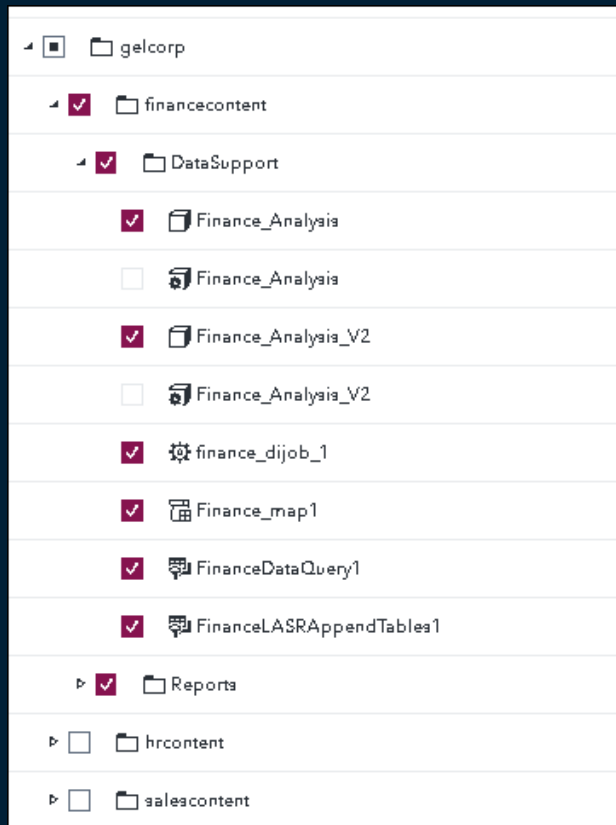 gelcorp
financecontent
DataSupport
Finance_Analysis
Finance_Analysis
Finance_Analysis_V2
Finance_Analysis_V2
finance_dijob_1
Finance_map1
FinanceDataQuery1
FinanceLASRAppendTables1
Reports
hrcontent
salescontent